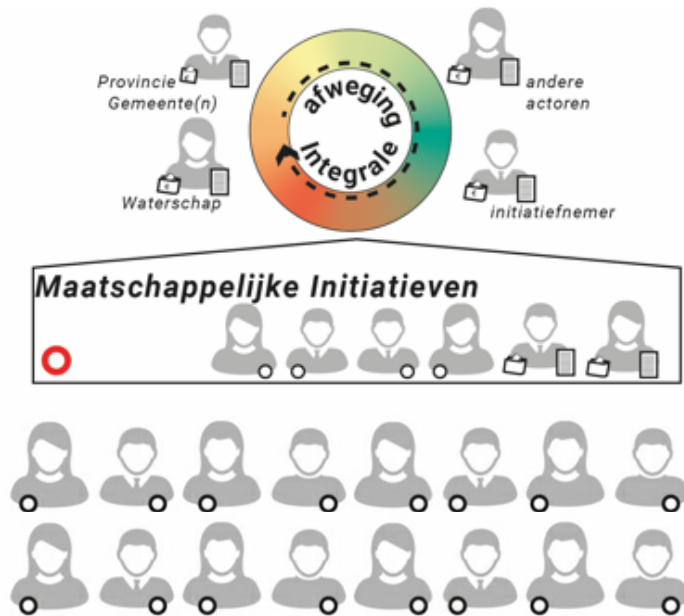 Provincie
Gemeente(n)
andere
actoren
afweging
Integrale
Waterschap
initiatiefnemer
Maatschappelijke Initiatieven